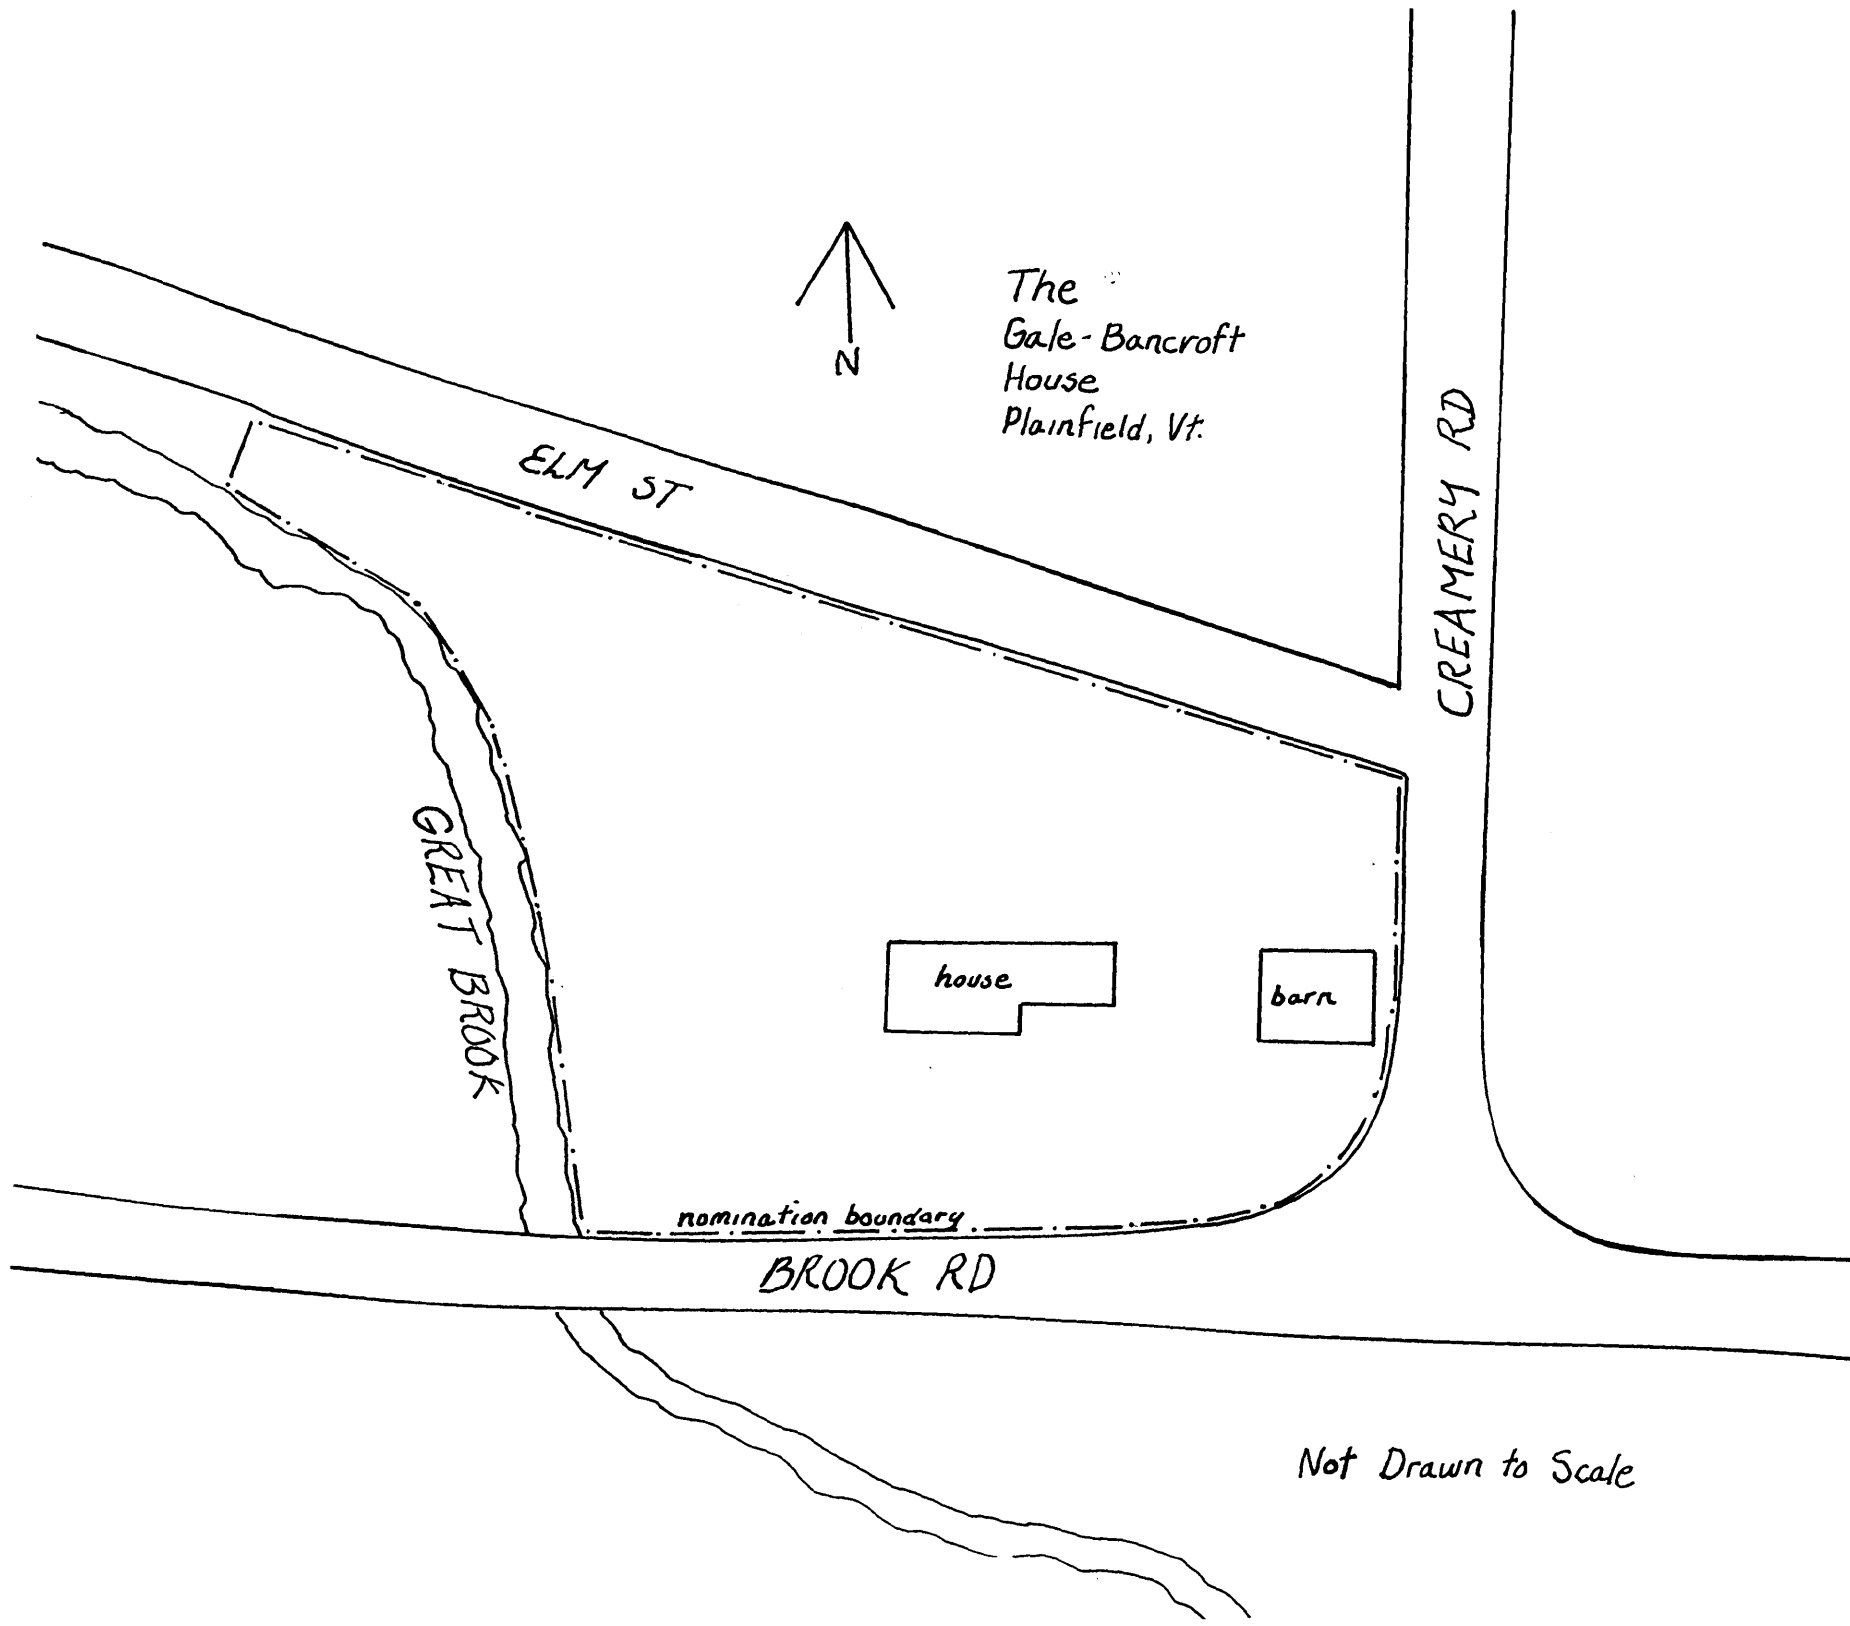 The
Gale-Bancroft
House
Plainfield, Vt.
N
ELM ST
CREAMERY RD
GREAT BROOK
house
barn
nomination boundary
BROOK RD
Not Drawn to Scale